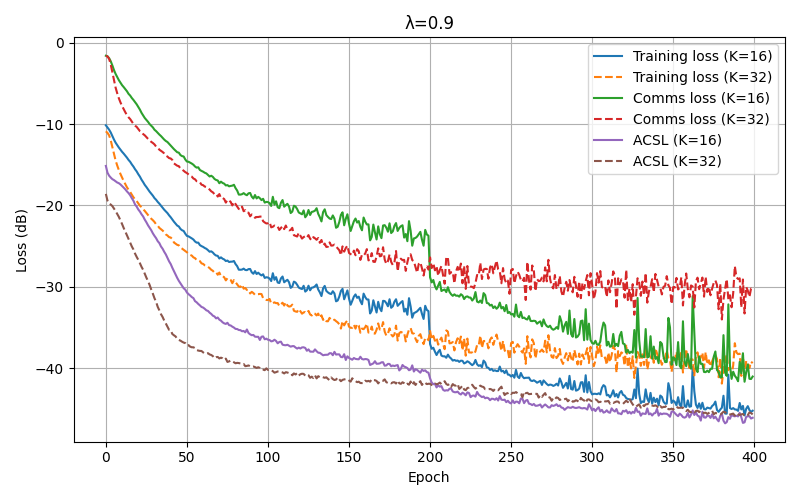 λ=0.9
Loss (dB)
0
−10
−20
−30
−40
Training loss (K=16)
Training loss (K=32)
Comms loss (K=16)
Comms loss (K=32)
ACSL (K=16)
ACSL (K=32)
0 50 100 150 200 250 300 350 400
Epoch